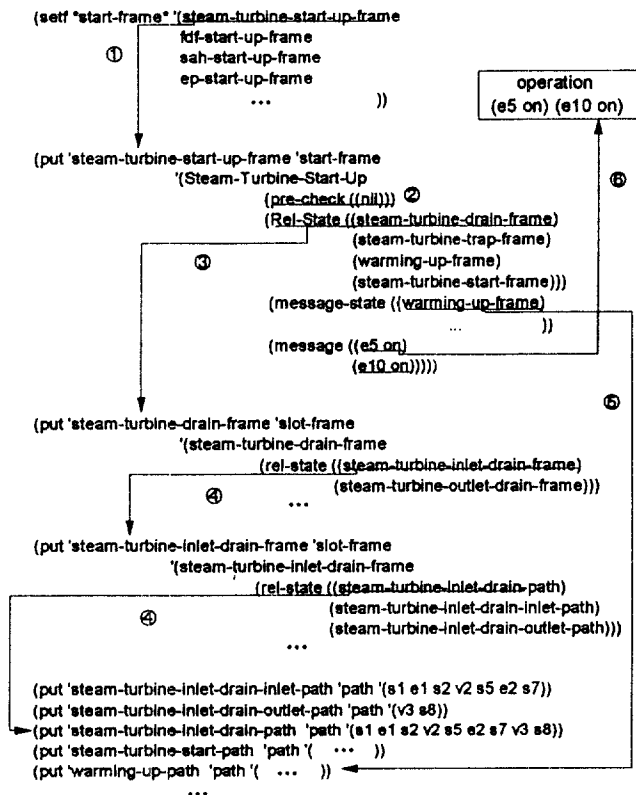 (setf *start-frame* '(steam-turbine-start-up-frame
fdf-start-up-frame
①
sah-start-up-frame
ep-start-up-frame
... ))
operation
(e5 on) (e10 on)
(put 'steam-turbine-start-up-frame 'start-frame
'(Steam-Turbine-Start-Up
⑥
(pre-check ((nil))) ②
(Rel-State ((steam-turbine-drain-frame)
(steam-turbine-trap-frame)
③
(warming-up-frame)
(steam-turbine-start-frame)))
(message-state ((warming-up-frame)
... ))
(message ((e5 on)
(e10 on)))))
⑤
(put 'steam-turbine-drain-frame 'slot-frame
'(steam-turbine-drain-frame
(rel-state ((steam-turbine-inlet-drain-frame)
④
(steam-turbine-outlet-drain-frame)))
...
(put 'steam-turbine-inlet-drain-frame 'slot-frame
'(steam-turbine-inlet-drain-frame
(rel-state ((steam-turbine-inlet-drain-path)
④
(steam-turbine-inlet-drain-inlet-path)
(steam-turbine-inlet-drain-outlet-path)))
...
(put 'steam-turbine-inlet-drain-inlet-path 'path '(s1 e1 s2 v2 s5 e2 s7))
(put 'steam-turbine-inlet-drain-outlet-path 'path '(v3 s8))
(put 'steam-turbine-inlet-drain-path 'path '(s1 e1 s2 v2 s5 e2 s7 v3 s8))
(put 'steam-turbine-start-path 'path '( ... ))
(put 'warming-up-path 'path '( ... ))
...